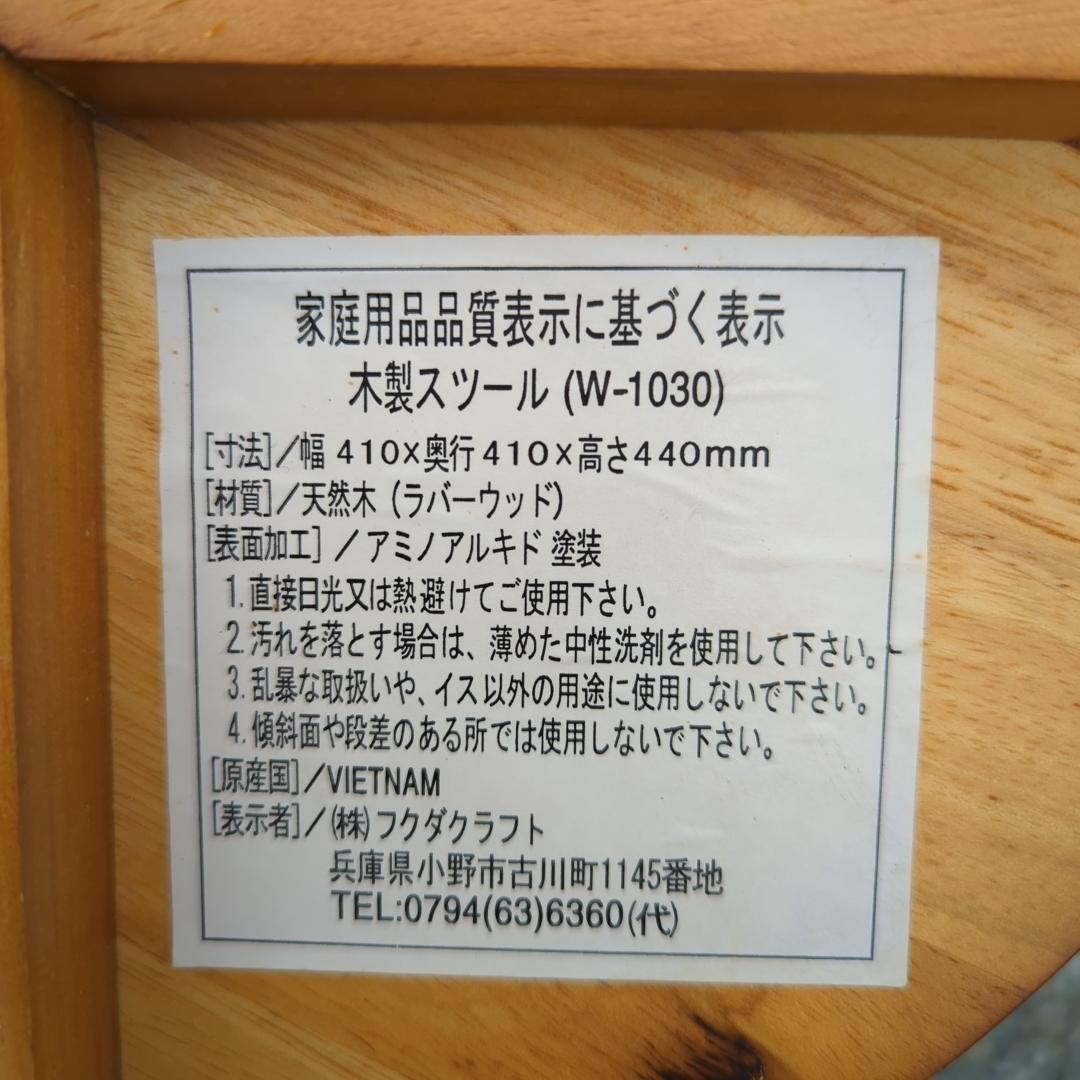 家庭用品品質表示に基づく表示
木製スツール (W-1030)
[寸法]/幅 410×奥行 410×高さ440mm
[材質]/天然木 (ラバーウッド)
[表面加工] /アミノアルキド 塗装
1. 直接日光又は熱避けてご使用下さい。
2. 汚れを落とす場合は、薄めた中性洗剤を使用して下さい。
3. 乱暴な取扱いや、イス以外の用途に使用しないで下さい。
4. 傾斜面や段差のある所では使用しないで下さい。
[原産国]/VIETNAM
[表示者]/(株)フクダクラフト
兵庫県小野市古川町1145番地
TEL:0794(63)6360(代)